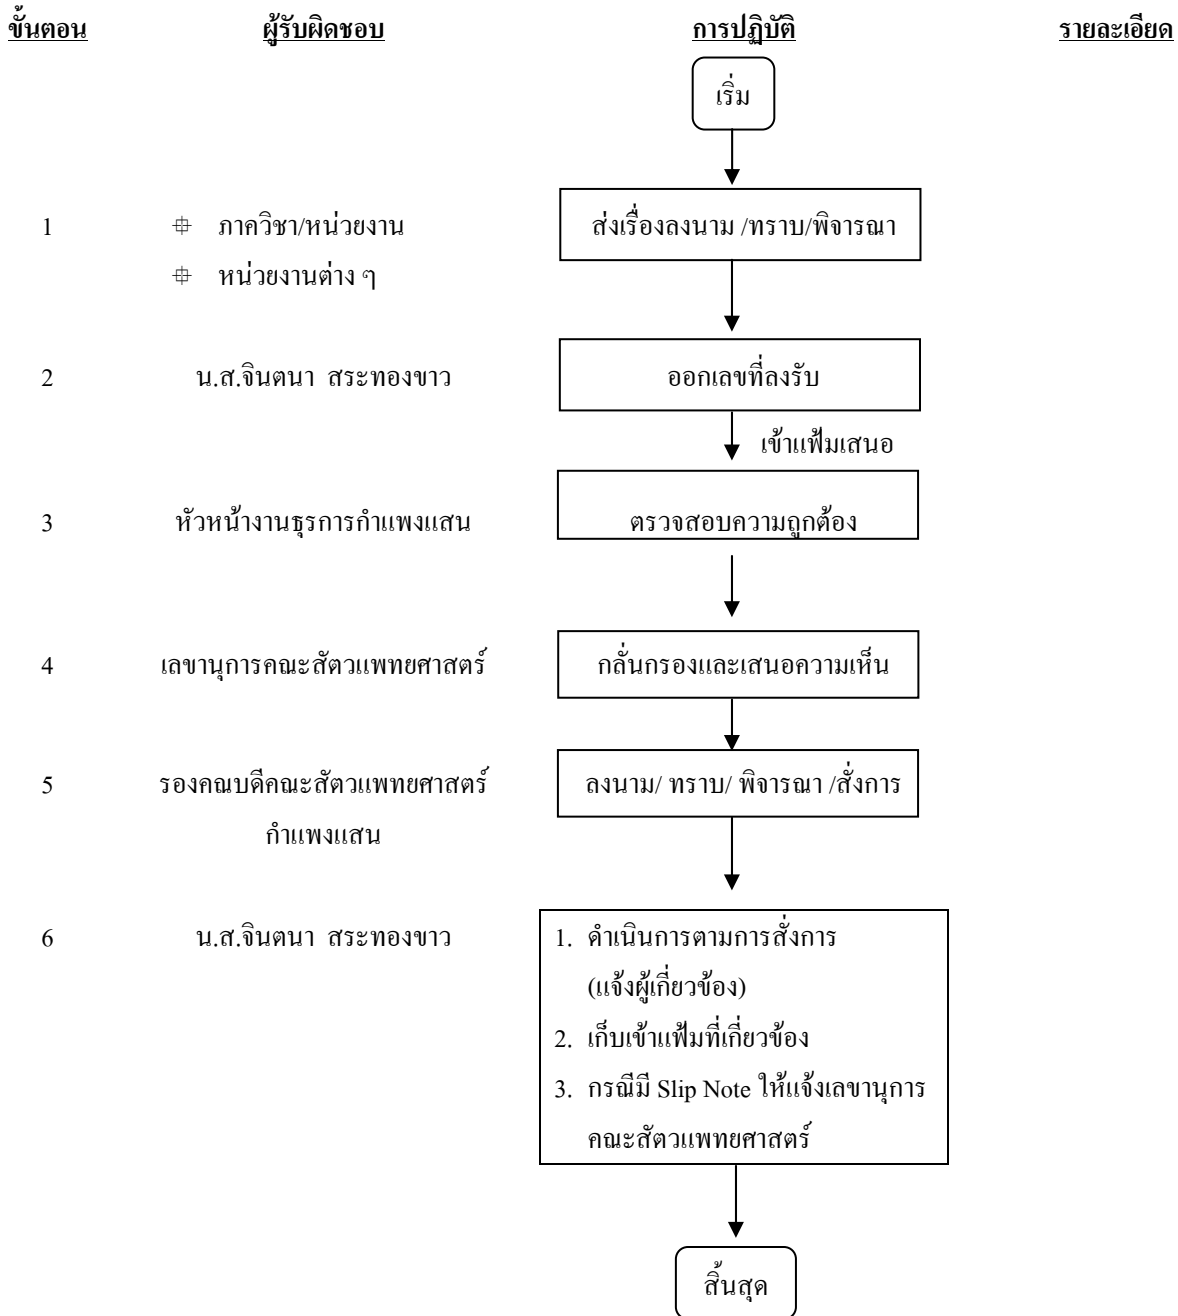 ขั้นตอน ผู้รับผิดชอบ การปฏิบัติ รายละเอียด
เริ่ม
1 ภาควิชา/หน่วยงาน ส่งเรื่องลงนาม /ทราบ/พิจารณา
หน่วยงานต่าง ๆ
2 น.ส.จินตนา สระทองขาว ออกเลขที่ลงรับ
เข้าแฟ้มเสนอ
3 หัวหน้างานธุรการกำแพงแสน ตรวจสอบความถูกต้อง
4 เลขานุการคณะสัตวแพทยศาสตร์ กลั่นกรองและเสนอความเห็น
5 รองคณบดีคณะสัตวแพทยศาสตร์ ลงนาม/ ทราบ/ พิจารณา /สั่งการ
กำแพงแสน
6 น.ส.จินตนา สระทองขาว 1. ดำเนินการตามการสั่งการ
(แจ้งผู้เกี่ยวข้อง)
2. เก็บเข้าแฟ้มที่เกี่ยวข้อง
3. กรณีมี Slip Note ให้แจ้งเลขานุการ
คณะสัตวแพทยศาสตร์
สิ้นสุด